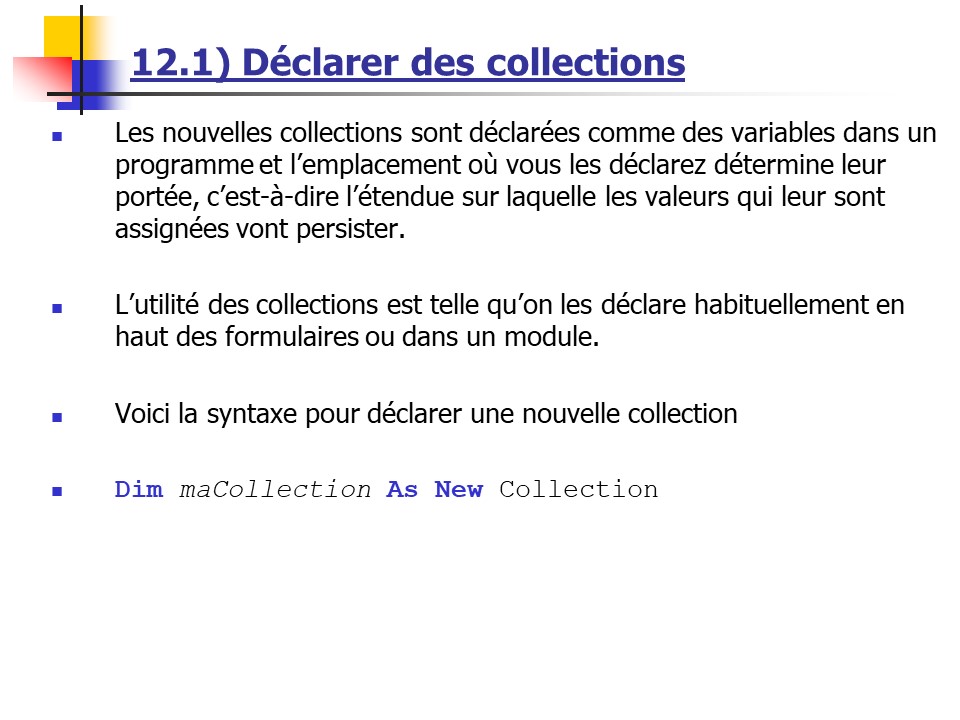 12.1) Déclarer des collections
Les nouvelles collections sont déclarées comme des variables dans un
programme et l’emplacement où vous les déclarez détermine leur
portée, c’est-à-dire l’étendue sur laquelle les valeurs qui leur sont
assignées vont persister.
L’utilité des collections est telle qu’on les déclare habituellement en
haut des formulaires ou dans un module.
Voici la syntaxe pour déclarer une nouvelle collection
Dim maCollection As New Collection